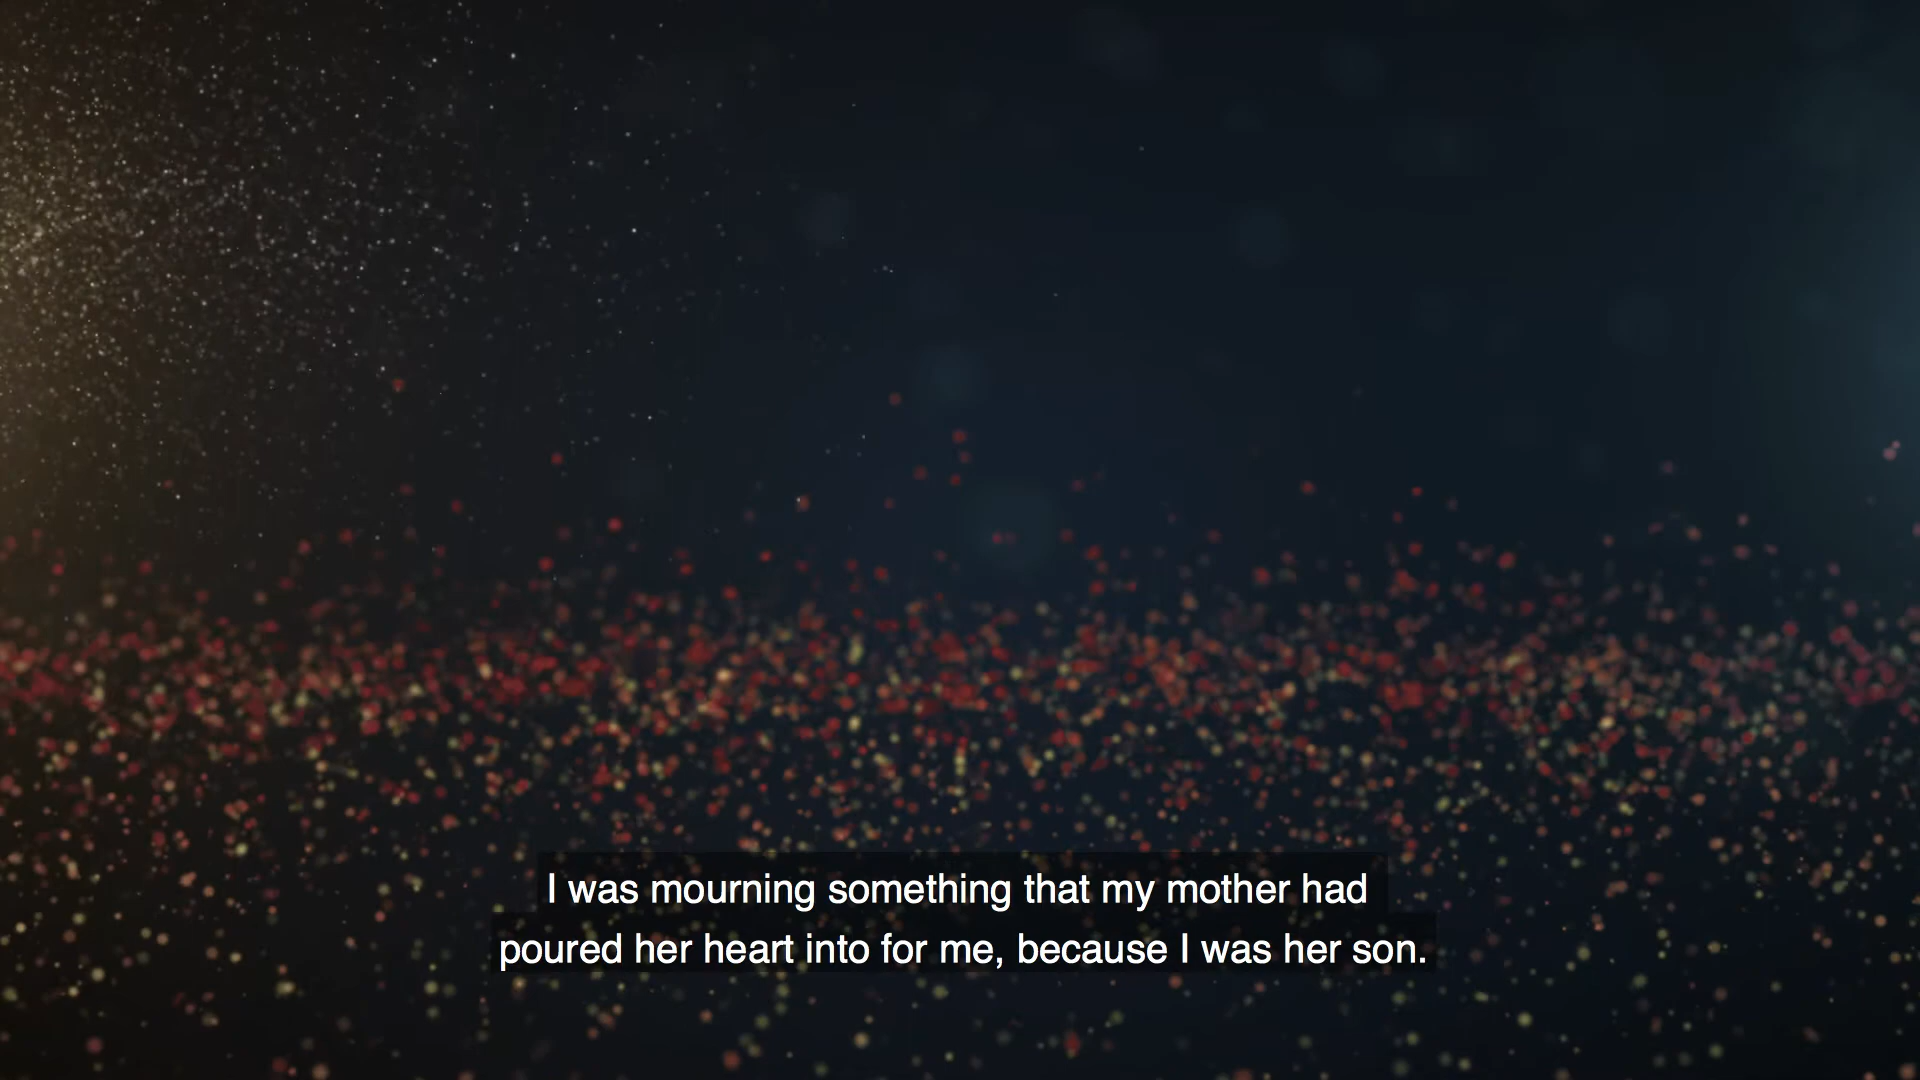 I was mourning something that my mother had
poured her heart into for me, because I was her son.